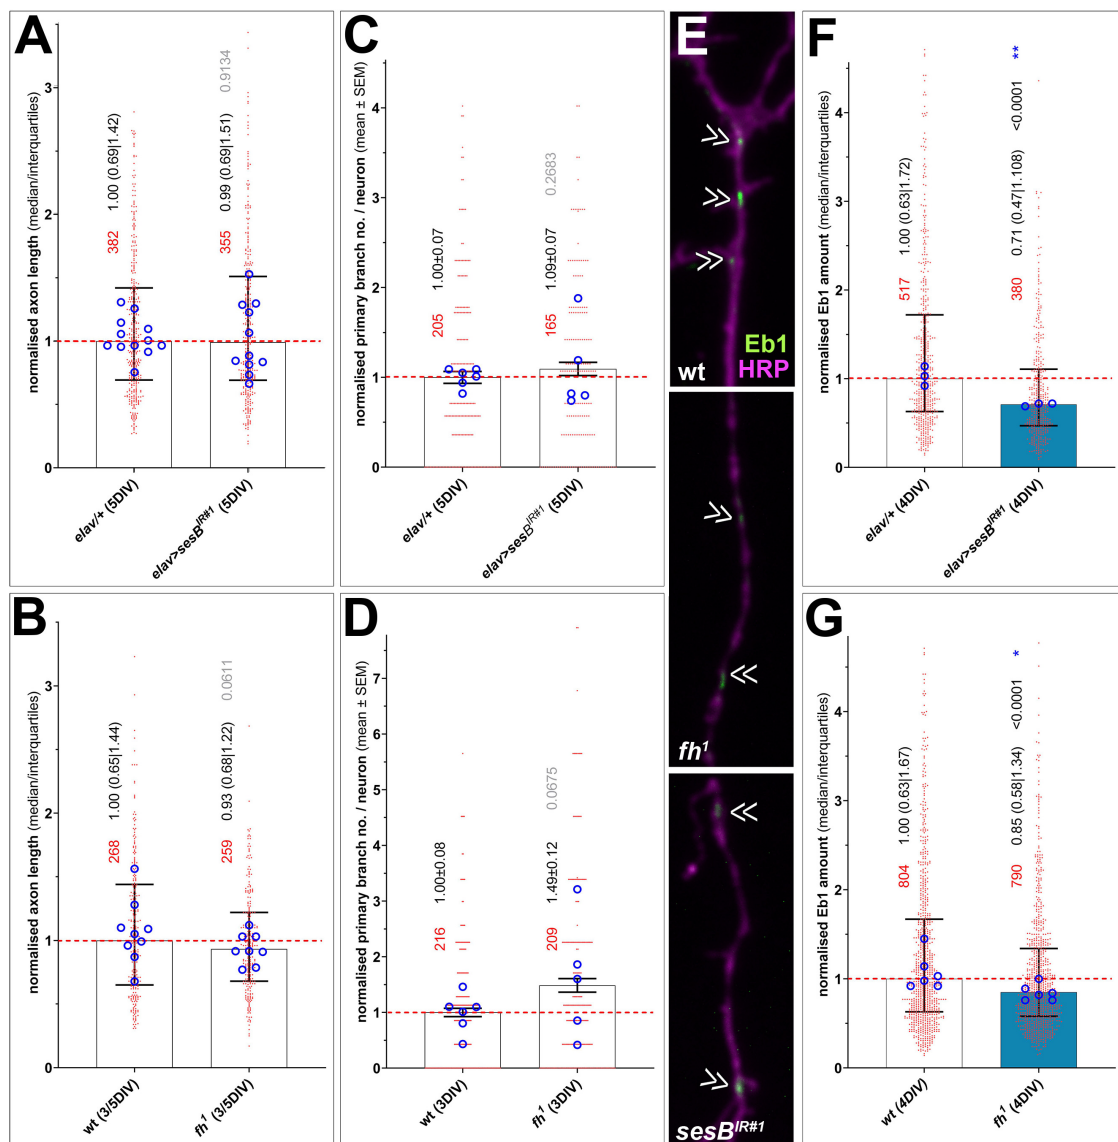 A
normalised axon length (median/interquartiles)
3
2
1
0
382 1.00 (0.69|1.42)
355 0.99 (0.69|1.51) 0.9134
elav/+ (5DIV)
elav>sesB^IR#1 (5DIV)
C
normalised primary branch no. / neuron (mean ± SEM)
4
3
2
1
0
205 1.00±0.07
165 1.09±0.07 0.2683
elav/+ (5DIV)
elav>sesB^IR#1 (5DIV)
E
Eb1
HRP
wt
fh^1
sesB^IR#1
F
normalised Eb1 amount (median/interquartiles)
4
3
2
1
0
517 1.00 (0.63|1.72)
380 0.71 (0.47|1.108) <0.0001 **
elav/+ (4DIV)
elav>sesB^IR#1 (4DIV)
B
normalised axon length (median/interquartiles)
3
2
1
0
268 1.00 (0.65|1.44)
259 0.93 (0.68|1.22) 0.0611
wt (3/5DIV)
fh^1 (3/5DIV)
D
normalised primary branch no. / neuron (mean ± SEM)
7
6
5
4
3
2
1
0
216 1.00±0.08
209 1.49±0.12 0.0675
wt (3DIV)
fh^1 (3DIV)
G
normalised Eb1 amount (median/interquartiles)
4
3
2
1
0
804 1.00 (0.63|1.67)
790 0.85 (0.58|1.34) <0.0001 *
wt (4DIV)
fh^1 (4DIV)